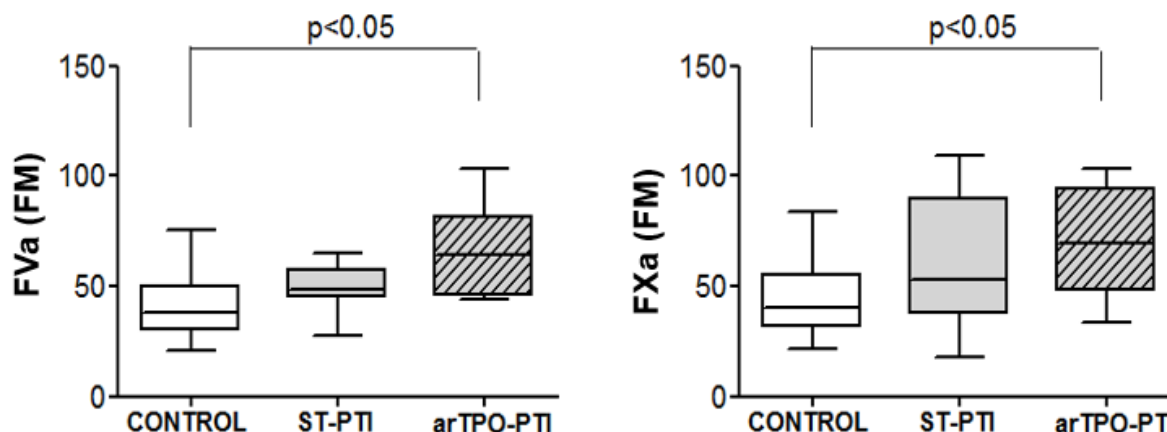 p<0.05
150
100
50
0
FVa (FM)
CONTROL ST-PTI arTPO-PTI
p<0.05
150
100
50
0
FXa (FM)
CONTROL ST-PTI arTPO-PT